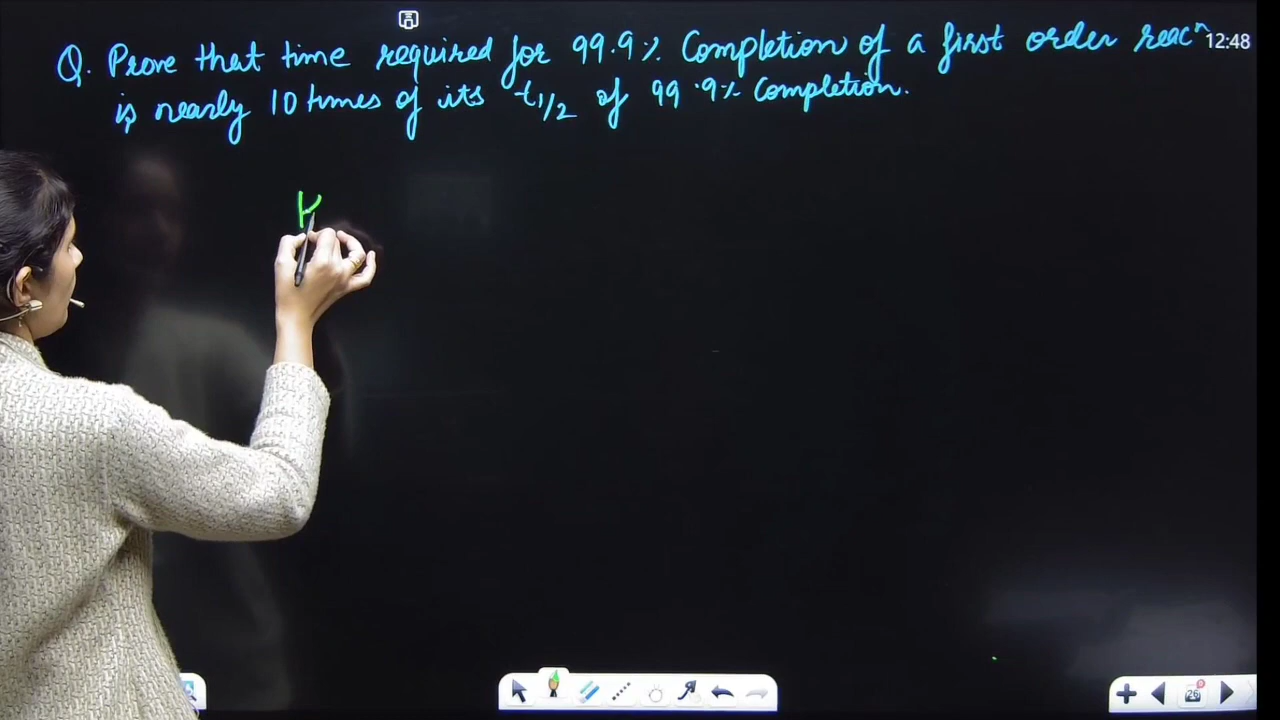 12:48
Q. Prove that time required for 99.9% Completion of a first order reacⁿ
is nearly 10 times of its t1/2 of 99.9% Completion.
K
26